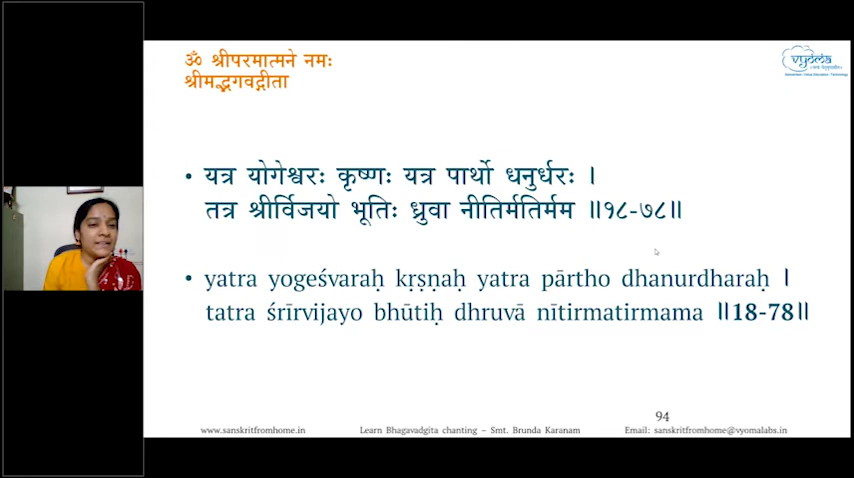 ॐ श्रीपरमात्मने नमः
श्रीमद्भगवद्गीता
vyoma
• यत्र योगेश्वरः कृष्णः यत्र पार्थो धनुर्धरः ।
तत्र श्रीर्विजयो भूतिः ध्रुवा नीतिर्मतिर्मम ॥१८-७८॥
• yatra yogeśvaraḥ kṛṣṇaḥ yatra pārtho dhanurdharaḥ ।
tatra śrīrvijayo bhūtiḥ dhruvā nītirmatirmama ॥18-78॥
94
www.sanskritfromhome.in Learn Bhagavadgita chanting – Smt. Brunda Karanam Email: sanskritfromhome@vyomalabs.in